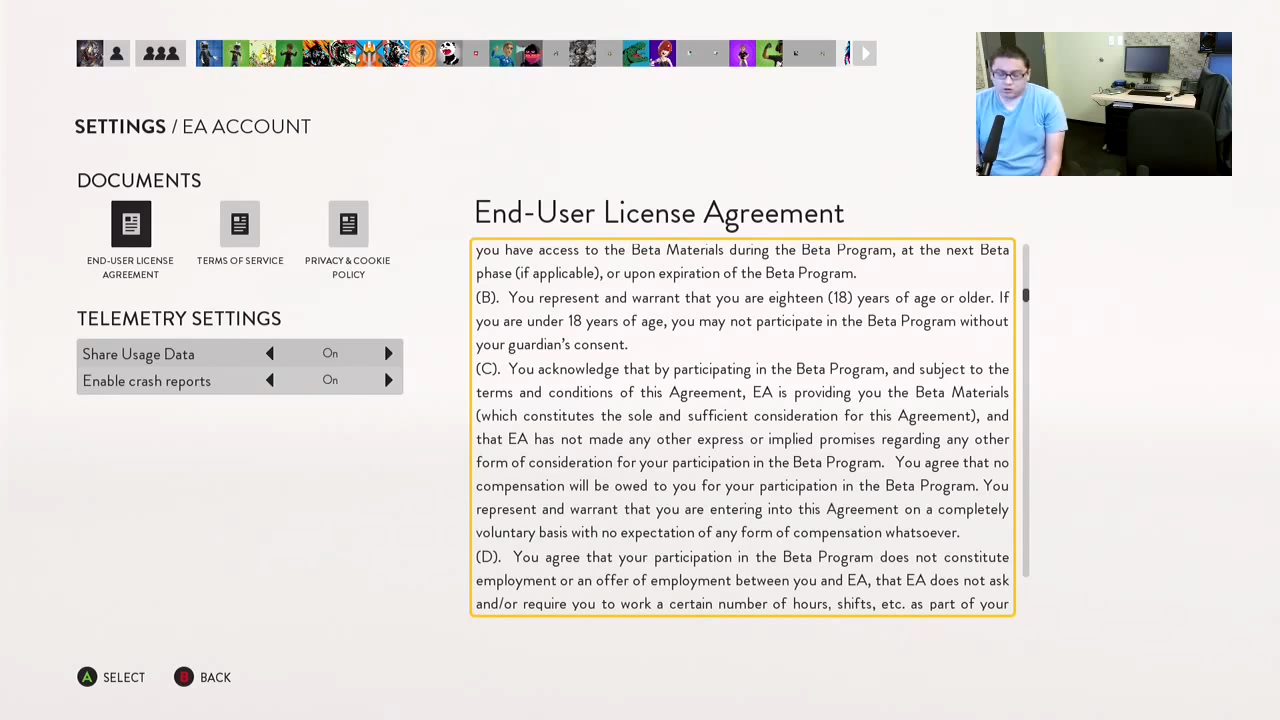 SETTINGS / EA ACCOUNT
DOCUMENTS
END-USER LICENSE
AGREEMENT
TERMS OF SERVICE
PRIVACY & COOKIE
POLICY
TELEMETRY SETTINGS
Share Usage Data On
Enable crash reports On
End-User License Agreement
you have access to the Beta Materials during the Beta Program, at the next Beta
phase (if applicable), or upon expiration of the Beta Program.
(B). You represent and warrant that you are eighteen (18) years of age or older. If
you are under 18 years of age, you may not participate in the Beta Program without
your guardian's consent.
(C). You acknowledge that by participating in the Beta Program, and subject to the
terms and conditions of this Agreement, EA is providing you the Beta Materials
(which constitutes the sole and sufficient consideration for this Agreement), and
that EA has not made any other express or implied promises regarding any other
form of consideration for your participation in the Beta Program. You agree that no
compensation will be owed to you for your participation in the Beta Program. You
represent and warrant that you are entering into this Agreement on a completely
voluntary basis with no expectation of any form of compensation whatsoever.
(D). You agree that your participation in the Beta Program does not constitute
employment or an offer of employment between you and EA, that EA does not ask
and/or require you to work a certain number of hours, shifts, etc. as part of your
A SELECT B BACK